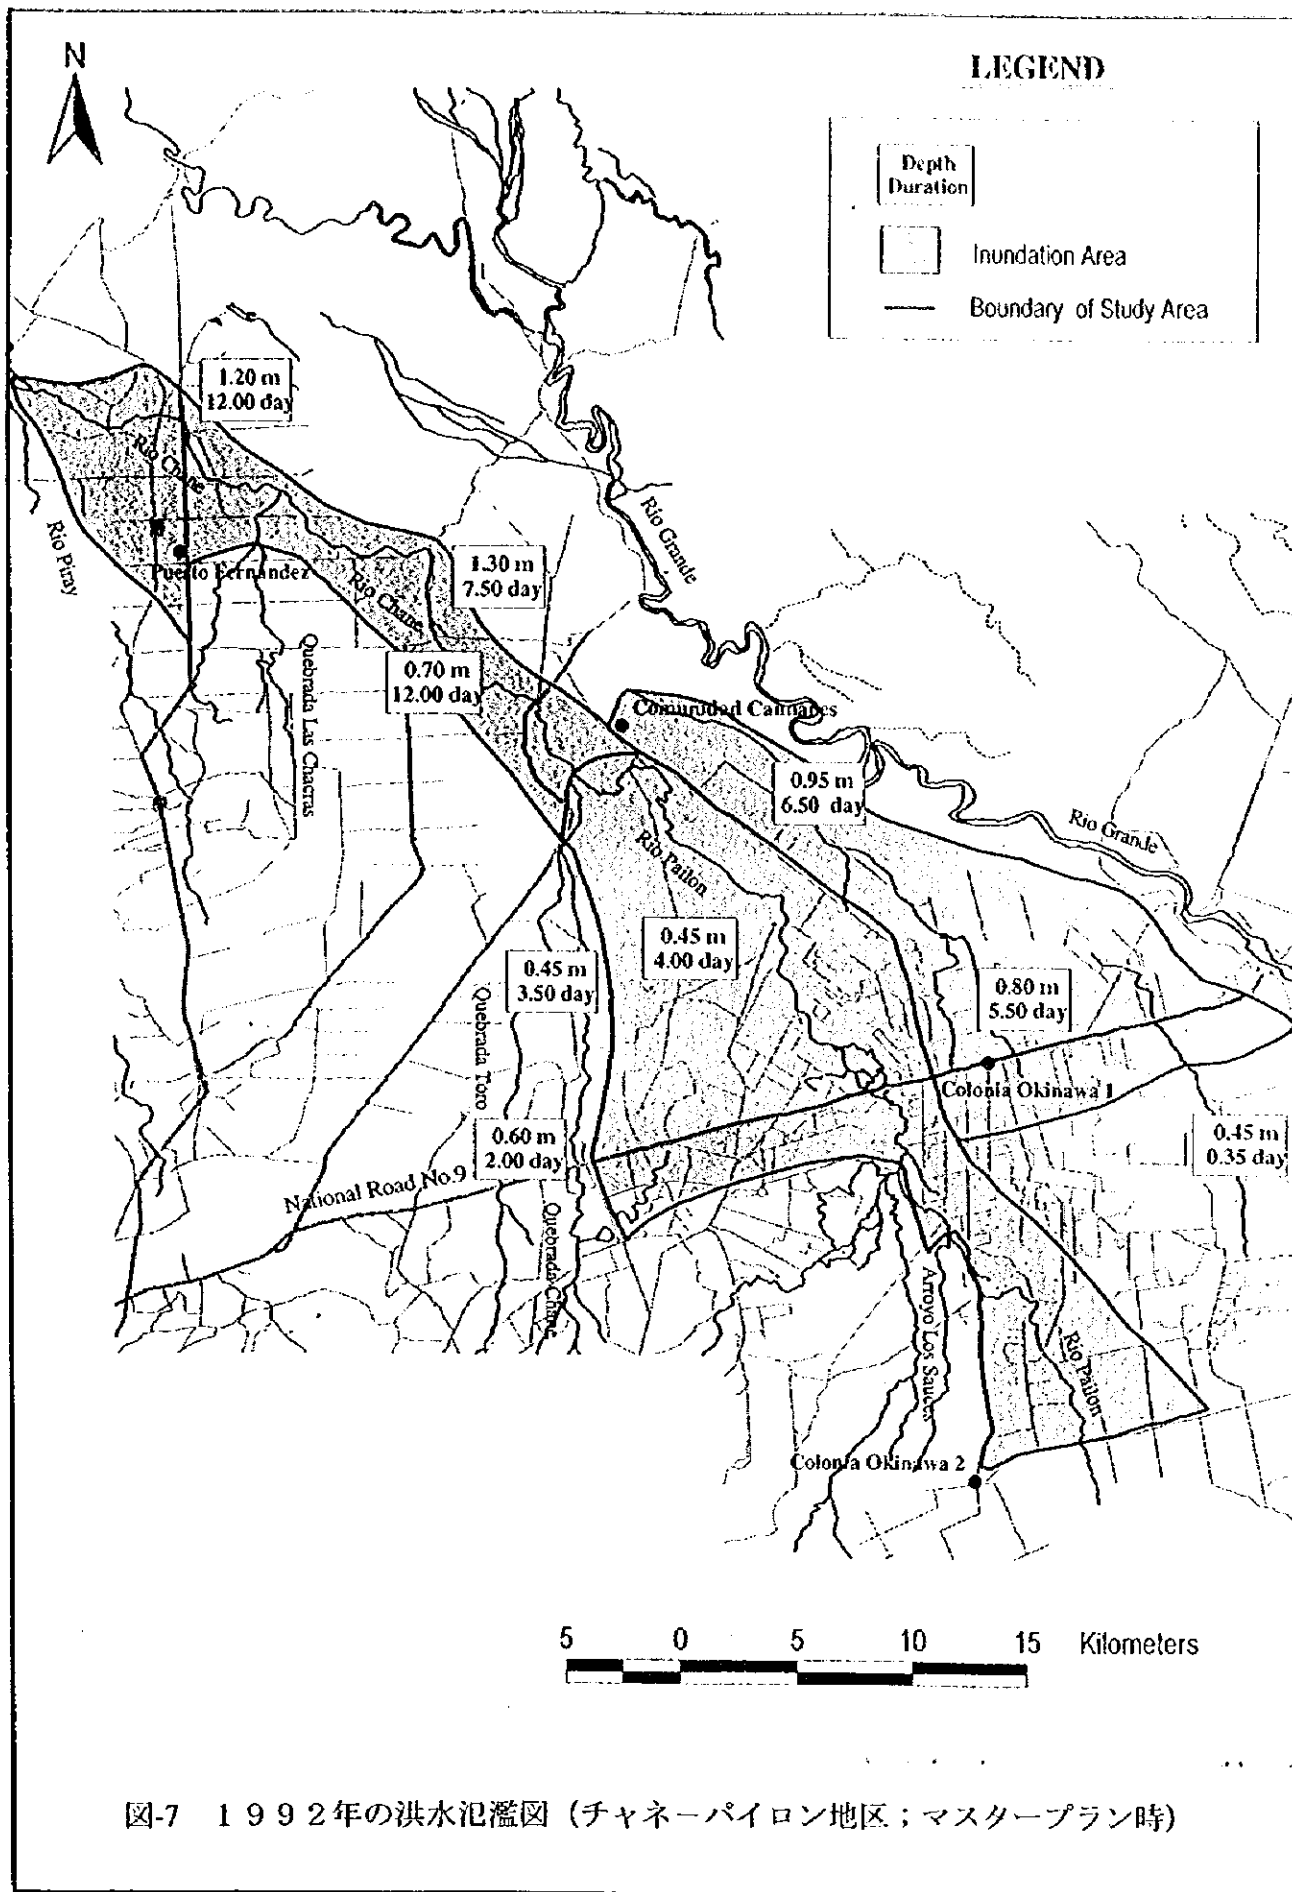 N
LEGEND
Depth
Duration
Inundation Area
Boundary of Study Area
1.20 m
12.00 day
Rio Chane
Rio Piray
Puerto Fernandez
Rio Grande
1.30 m
7.50 day
Rio Chane
0.70 m
12.00 day
Quebrada Las Chacras
Comunidad Cannabes
0.95 m
6.50 day
Rio Grande
Rio Pailon
0.45 m
4.00 day
0.45 m
3.50 day
0.80 m
5.50 day
Quebrada Toro
Colonia Okinawa 1
0.60 m
2.00 day
0.45 m
0.35 day
National Road No.9
Quebrada Chane
Arroyo Los Sauces
Rio Pailon
Colonia Okinawa 2
5 0 5 10 15 Kilometers
図-7 1992年の洪水氾濫図（チャネーパイロン地区；マスタープラン時）